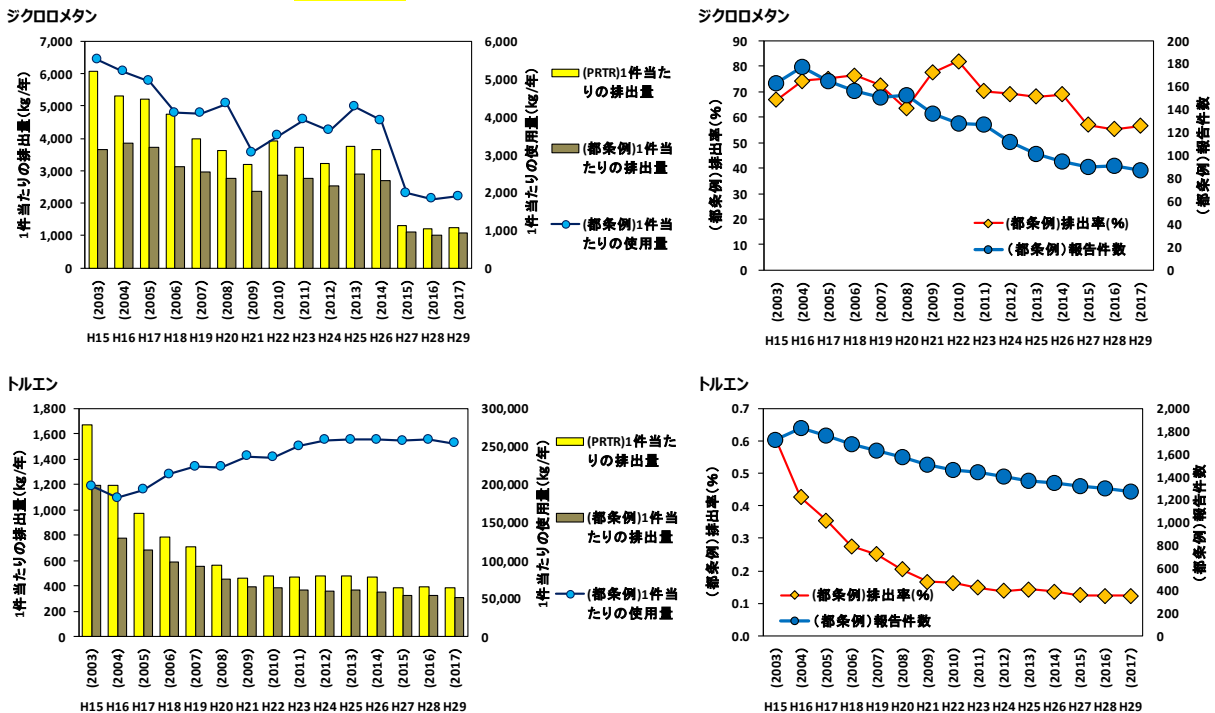 ジクロロメタン
1件当たりの排出量(kg/年)
7,000
6,000
5,000
4,000
3,000
2,000
1,000
0
6,000
5,000
4,000
3,000
2,000
1,000
0
1件当たりの使用量(kg/年)
(PRTR)1件当た
りの排出量
(都条例)1件当
たりの排出量
(都条例)1件当
たりの使用量
(2003) (2004) (2005) (2006) (2007) (2008) (2009) (2010) (2011) (2012) (2013) (2014) (2015) (2016) (2017)
H15 H16 H17 H18 H19 H20 H21 H22 H23 H24 H25 H26 H27 H28 H29
ジクロロメタン
(都条例)排出率(%)
90
80
70
60
50
40
30
20
10
0
200
180
160
140
120
100
80
60
40
20
0
(都条例)報告件数
(都条例)排出率(%)
(都条例)報告件数
(2003) (2004) (2005) (2006) (2007) (2008) (2009) (2010) (2011) (2012) (2013) (2014) (2015) (2016) (2017)
H15 H16 H17 H18 H19 H20 H21 H22 H23 H24 H25 H26 H27 H28 H29
トルエン
1件当たりの排出量(kg/年)
1,800
1,600
1,400
1,200
1,000
800
600
400
200
0
300,000
250,000
200,000
150,000
100,000
50,000
0
1件当たりの使用量(kg/年)
(PRTR)1件当た
りの排出量
(都条例)1件当
たりの排出量
(都条例)1件当
たりの使用量
(2003) (2004) (2005) (2006) (2007) (2008) (2009) (2010) (2011) (2012) (2013) (2014) (2015) (2016) (2017)
H15 H16 H17 H18 H19 H20 H21 H22 H23 H24 H25 H26 H27 H28 H29
トルエン
(都条例)排出率(%)
0.7
0.6
0.5
0.4
0.3
0.2
0.1
0.0
2,000
1,800
1,600
1,400
1,200
1,000
800
600
400
200
0
(都条例)報告件数
(都条例)排出率(%)
(都条例)報告件数
(2003) (2004) (2005) (2006) (2007) (2008) (2009) (2010) (2011) (2012) (2013) (2014) (2015) (2016) (2017)
H15 H16 H17 H18 H19 H20 H21 H22 H23 H24 H25 H26 H27 H28 H29